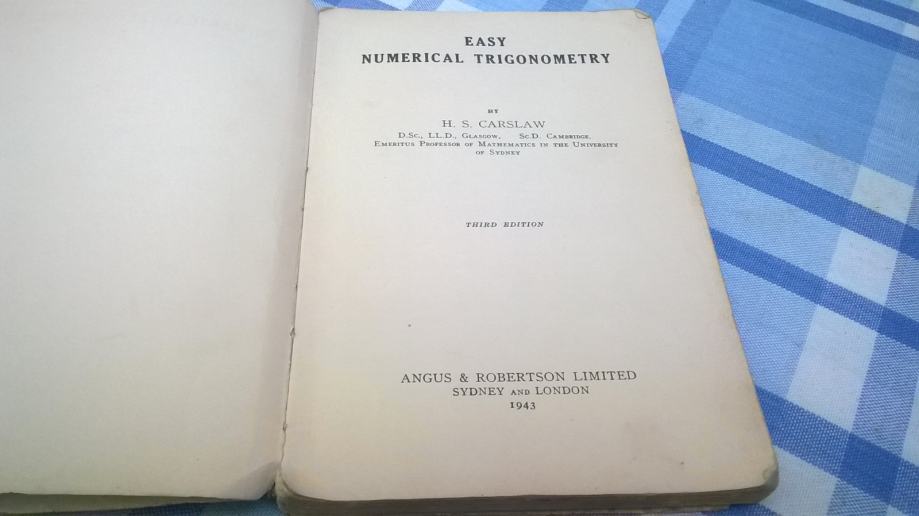 EASY
NUMERICAL TRIGONOMETRY
BY
H. S. CARSLAW
D.Sc., LL.D., Glasgow, Sc.D. Cambridge,
Emeritus Professor of Mathematics in the University
of Sydney
THIRD EDITION
ANGUS & ROBERTSON LIMITED
SYDNEY AND LONDON
1943